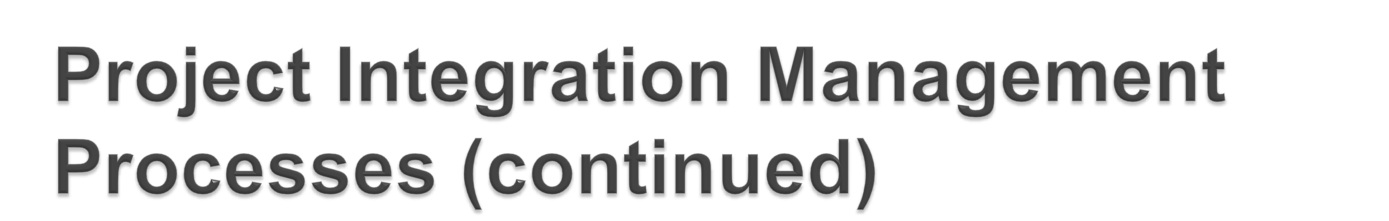 Project Integration Management
Processes (continued)